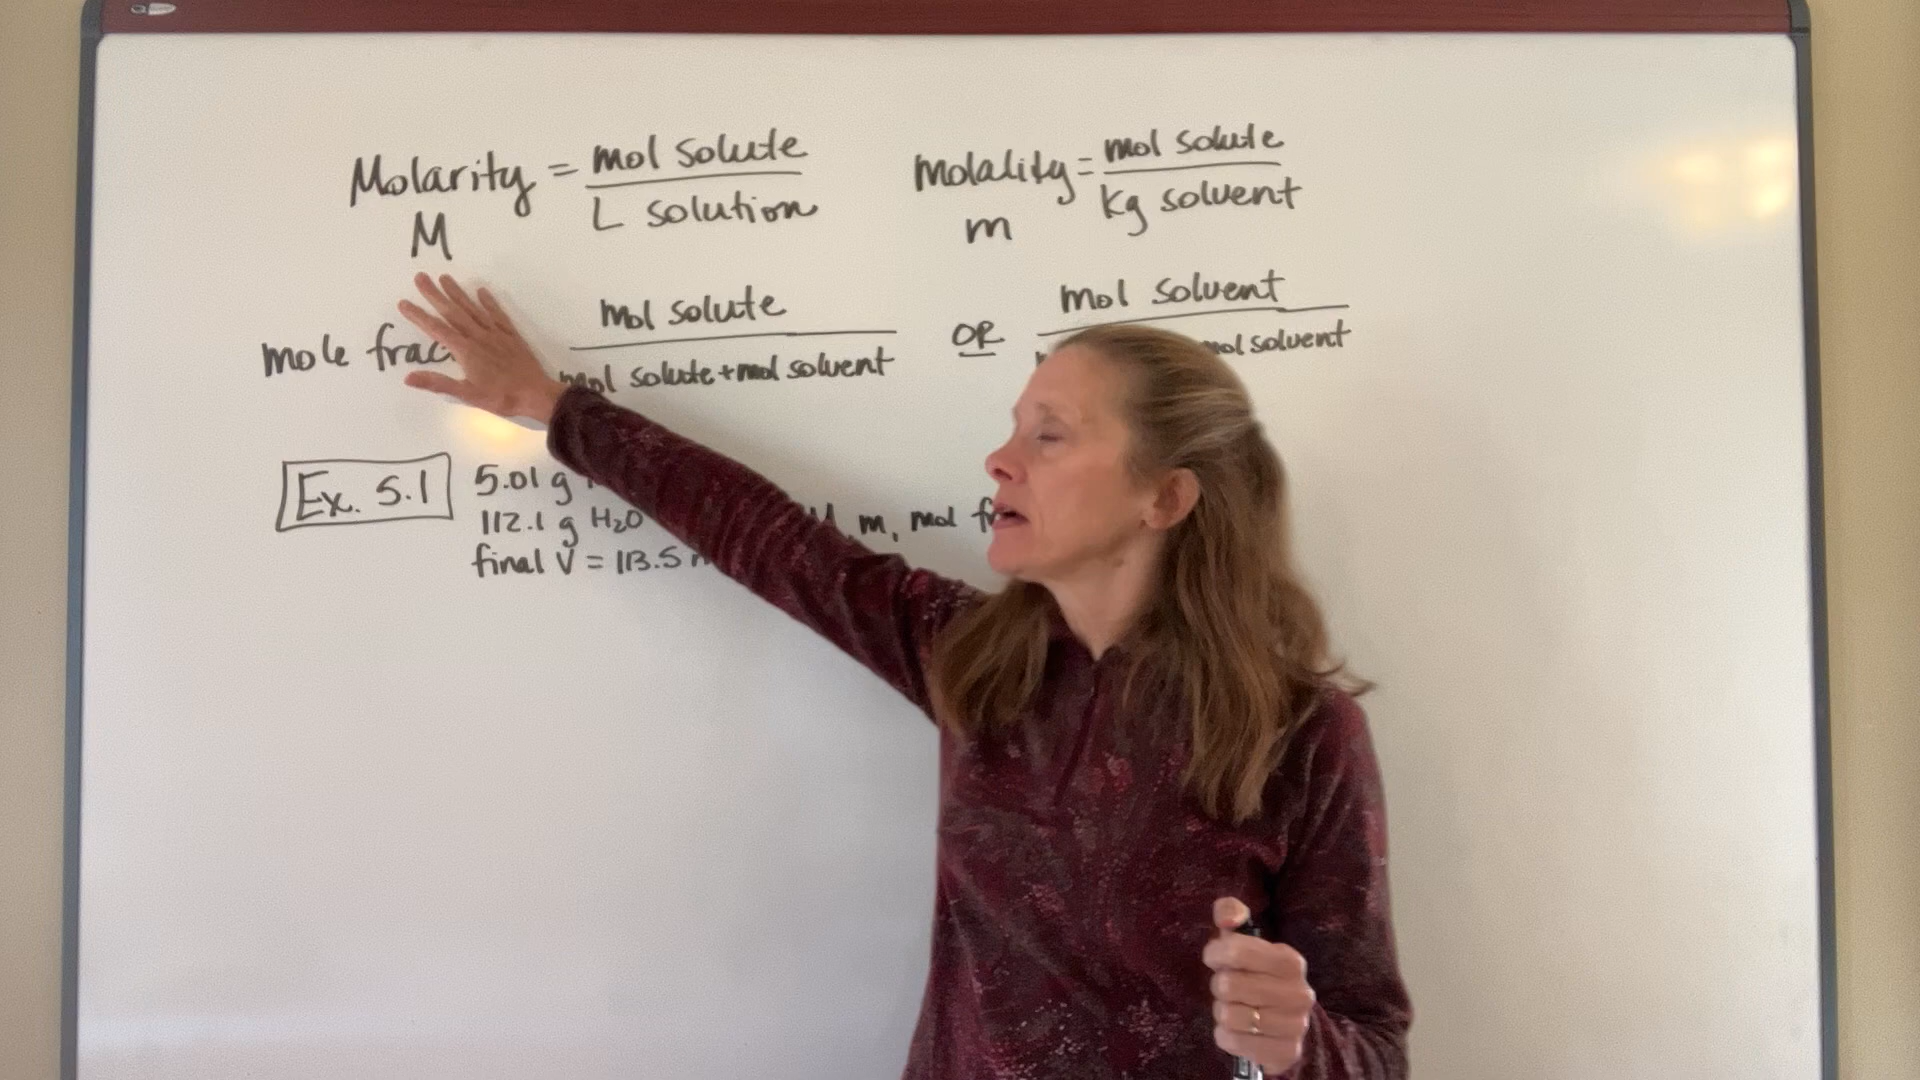 Molarity = mol solute / L solution
M
molality = mol solute / kg solvent
m
mole frac
mol solute / mol solute + mol solvent
OR
mol solvent / mol solvent
Ex. 5.1
5.01 g
112.1 g H₂O
m, mol
final V = 113.5